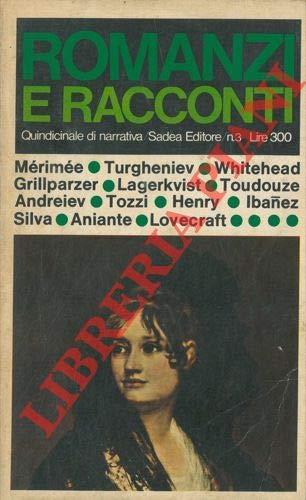 ROMANZI
E RACCONTI
Quindicinale di narrativa /Sadea Editore / n.3 Lire 300
Mérimée ● Turgheniev ● Whitehead
Grillparzer ● Lagerkvist ● Toudouze
Andreiev ● Tozzi ● Henry ● Ibañez
Silva ● Aniante ● Lovecraft ● ● ● ● ●
LIBRERIA PIANI